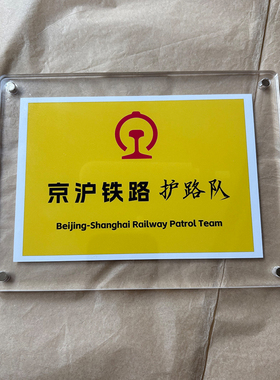 京沪铁路 护路队
Beijing-Shanghai Railway Patrol Team